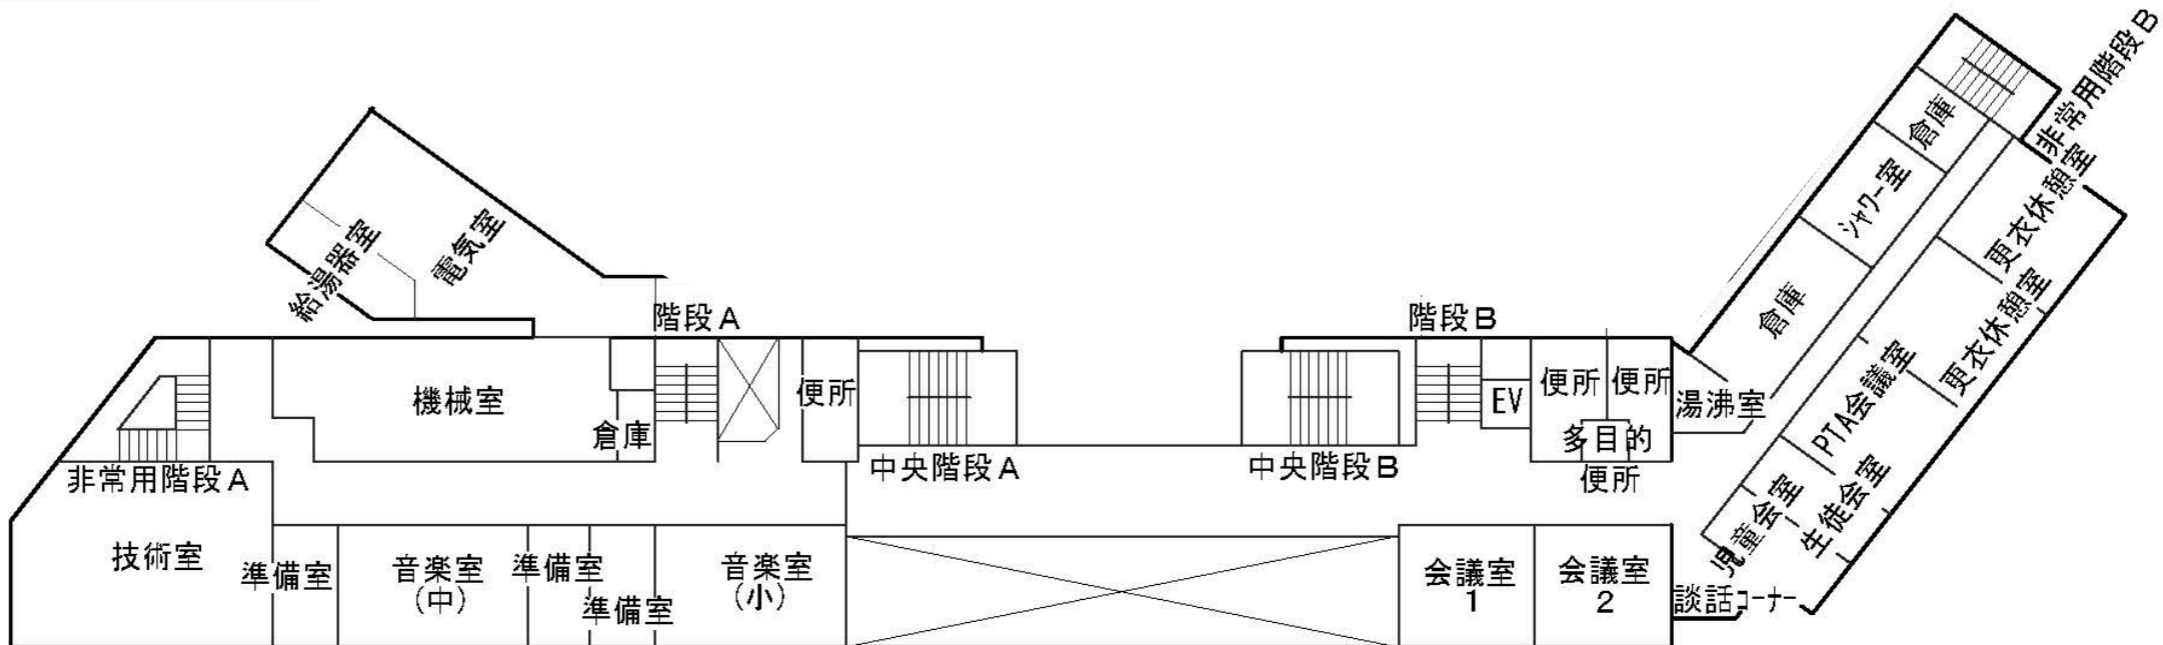 非常用階段B
倉庫
更衣休憩室
シャワー室
給湯器室
電気室
更衣休憩室
倉庫
階段A
階段B
PTA会議室
機械室
便所
EV
便所
便所
湯沸室
倉庫
多目的
便所
中央階段A
中央階段B
非常用階段A
生徒会室
児童会室
技術室
準備室
音楽室
(中)
準備室
準備室
音楽室
(小)
会議室
1
会議室
2
談話コーナー